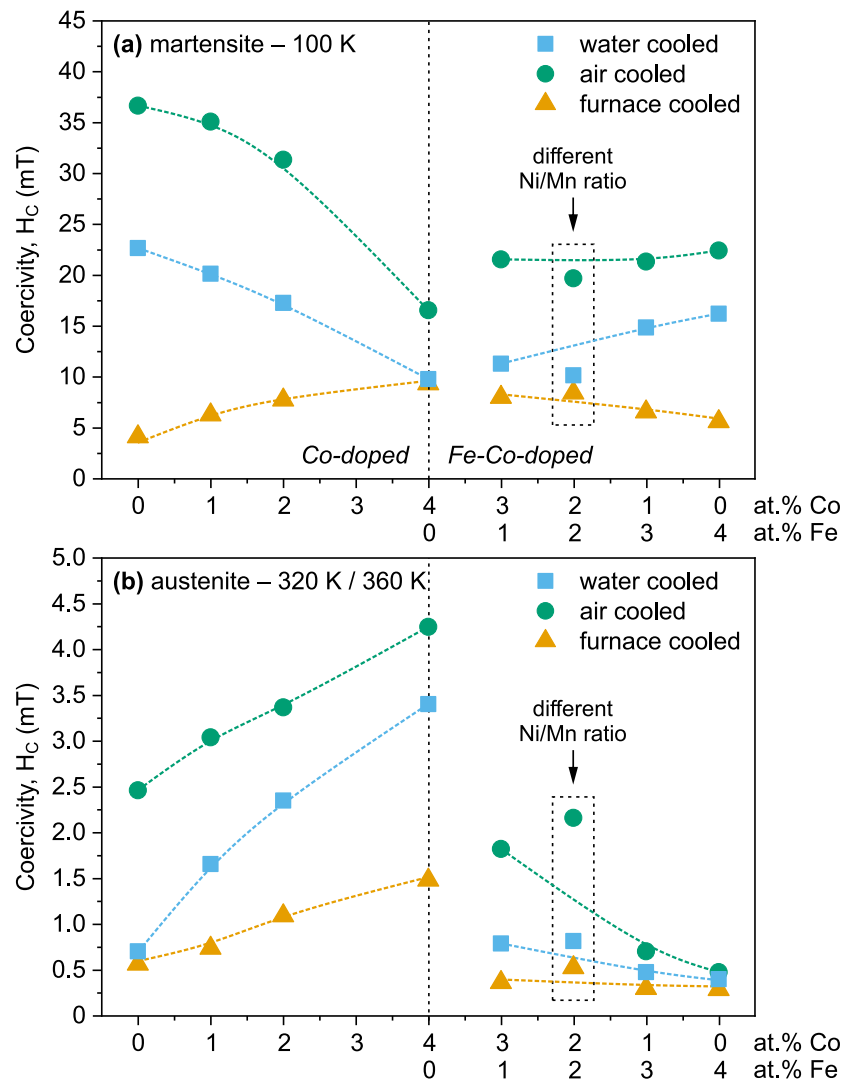 (a) martensite – 100 K
water cooled
air cooled
furnace cooled
different
Ni/Mn ratio
Coercivity, H_C (mT)
45
40
35
30
25
20
15
10
5
0
Co-doped
Fe-Co-doped
0 1 2 3 4 3 2 1 0 at.% Co
0 1 2 3 4 at.% Fe
(b) austenite – 320 K / 360 K
water cooled
air cooled
furnace cooled
different
Ni/Mn ratio
Coercivity, H_C (mT)
5.0
4.5
4.0
3.5
3.0
2.5
2.0
1.5
1.0
0.5
0.0
0 1 2 3 4 3 2 1 0 at.% Co
0 1 2 3 4 at.% Fe